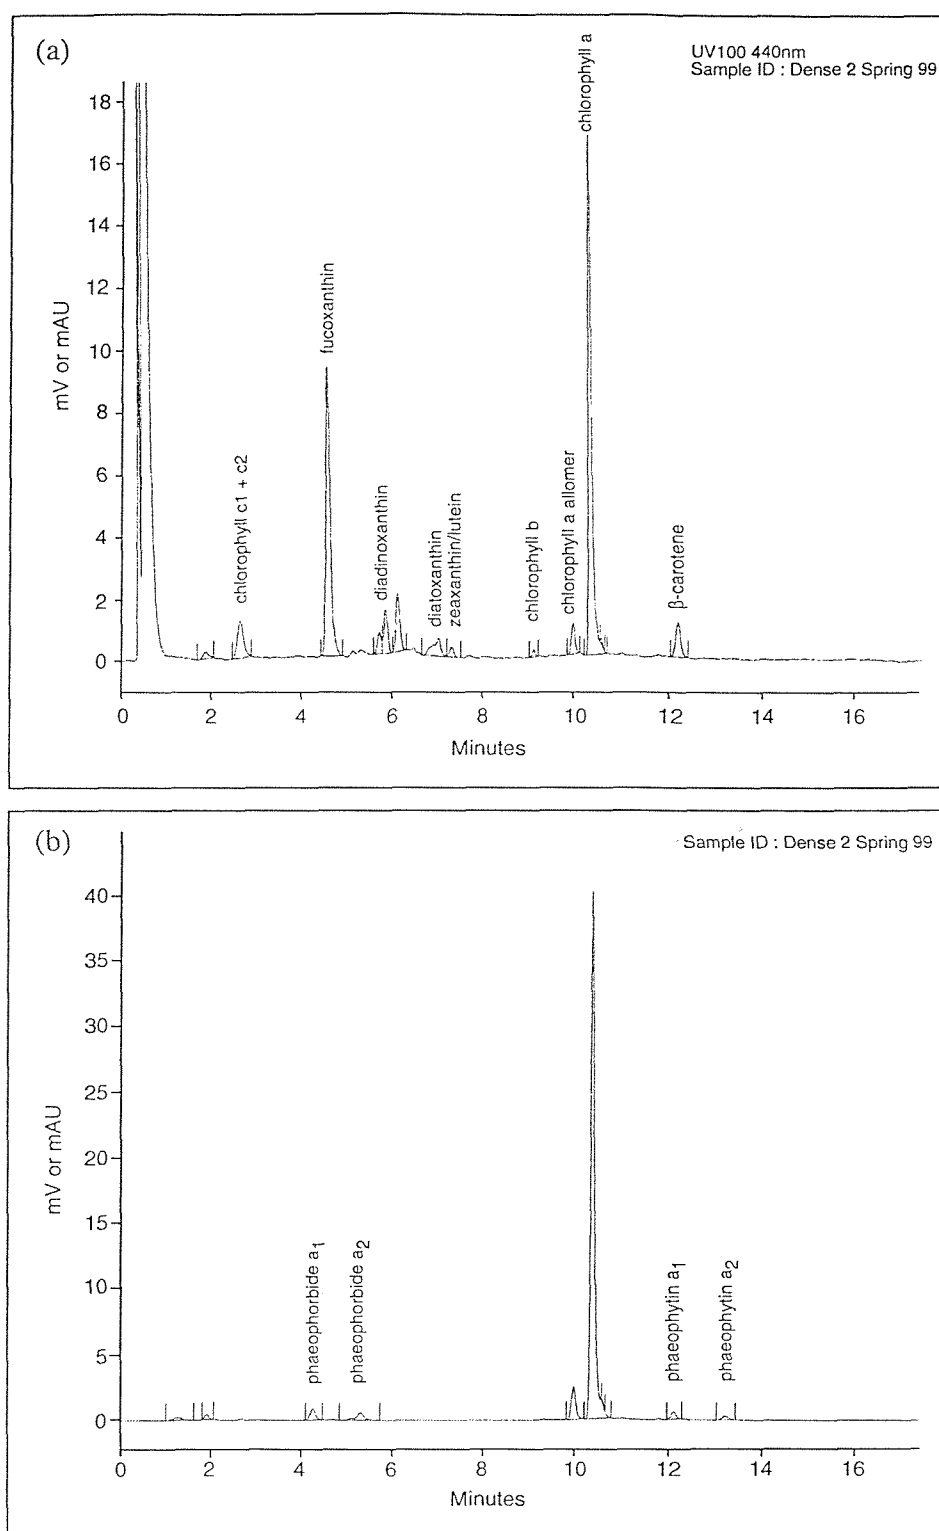 (a)
UV100 440nm
Sample ID : Dense 2 Spring 99
mV or mAU
18
16
14
12
10
8
6
4
2
0
chlorophyll c1 + c2
fucoxanthin
diadinoxanthin
diatoxanthin
zeaxanthin/lutein
chlorophyll b
chlorophyll a allomer
chlorophyll a
β-carotene
0 2 4 6 8 10 12 14 16
Minutes
(b)
Sample ID : Dense 2 Spring 99
mV or mAU
40
35
30
25
20
15
10
5
0
phaeophorbide a1
phaeophorbide a2
phaeophytin a1
phaeophytin a2
0 2 4 6 8 10 12 14 16
Minutes